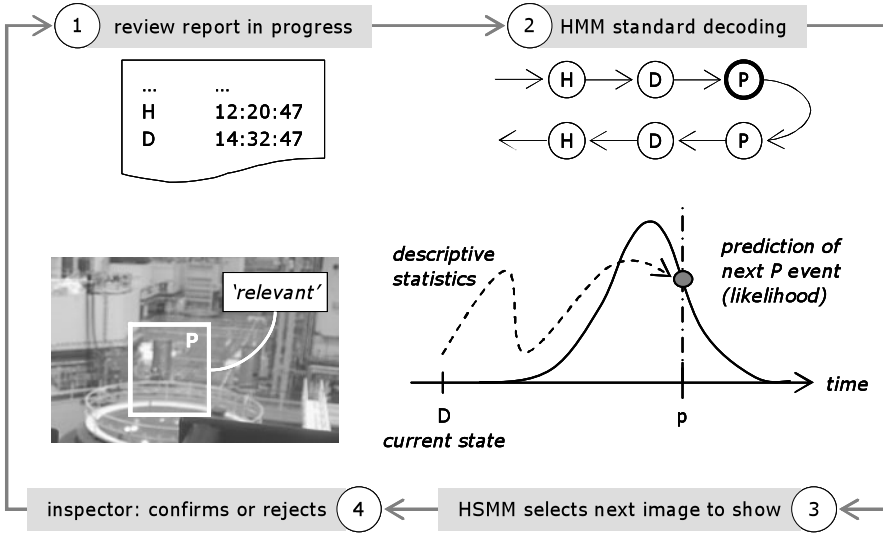 1 review report in progress
2 HMM standard decoding
... ...
H 12:20:47
D 14:32:47
H D P
H D P
'relevant'
P
descriptive
statistics
prediction of
next P event
(likelihood)
time
D
current state
p
inspector: confirms or rejects 4
HSMM selects next image to show 3